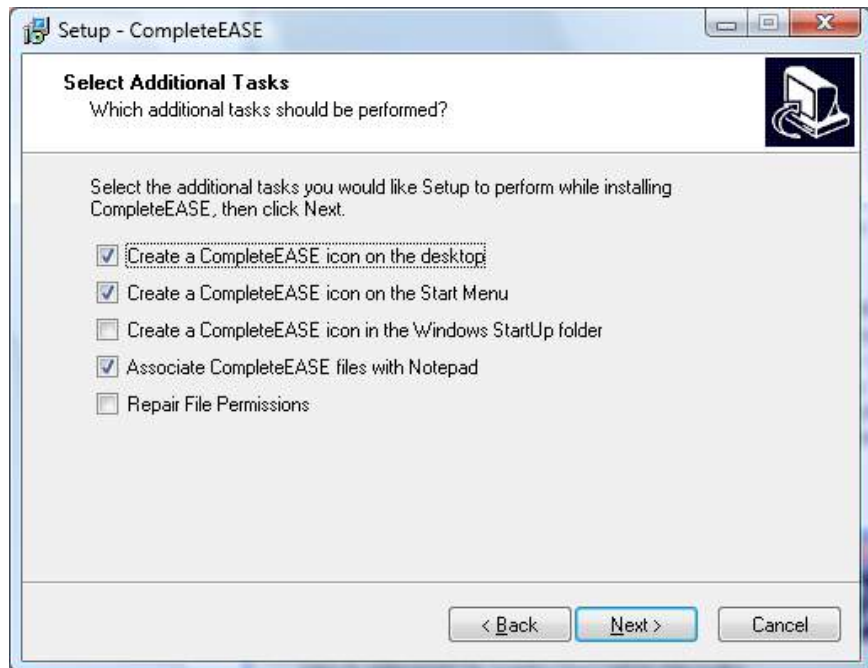 Setup - CompleteEASE
Select Additional Tasks
Which additional tasks should be performed?
Select the additional tasks you would like Setup to perform while installing
CompleteEASE, then click Next.
Create a CompleteEASE icon on the desktop
Create a CompleteEASE icon on the Start Menu
Create a CompleteEASE icon in the Windows StartUp folder
Associate CompleteEASE files with Notepad
Repair File Permissions
< Back Next > Cancel